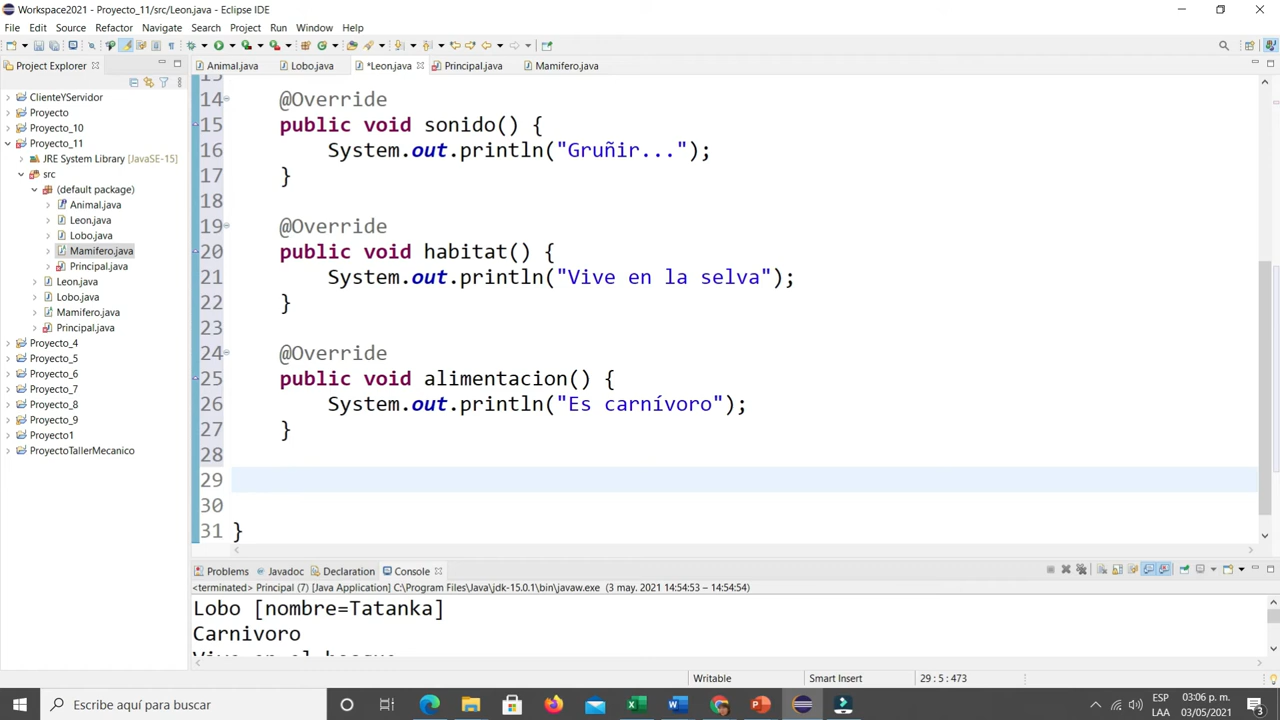 Workspace2021 - Proyecto_11/src/Leon.java - Eclipse IDE
File Edit Source Refactor Navigate Search Project Run Window Help
Project Explorer
ClienteYServidor
Proyecto
Proyecto_10
Proyecto_11
JRE System Library [JavaSE-15]
src
(default package)
Animal.java
Leon.java
Lobo.java
Mamifero.java
Principal.java
Leon.java
Lobo.java
Mamifero.java
Principal.java
Proyecto_4
Proyecto_5
Proyecto_6
Proyecto_7
Proyecto_8
Proyecto_9
Proyecto1
ProyectoTallerMecanico
Animal.java Lobo.java *Leon.java Principal.java Mamifero.java
14 @Override
15 public void sonido() {
16 System.out.println("Gruñir...");
17 }
18
19 @Override
20 public void habitat() {
21 System.out.println("Vive en la selva");
22 }
23
24 @Override
25 public void alimentacion() {
26 System.out.println("Es carnívoro");
27 }
28
29
30
31 }
Problems Javadoc Declaration Console
<terminated> Principal (7) [Java Application] C:\Program Files\Java\jdk-15.0.1\bin\javaw.exe (3 may. 2021 14:54:53 – 14:54:54)
Lobo [nombre=Tatanka]
Carnivoro
Writable Smart Insert 29 : 5 : 473
Escribe aquí para buscar
ESP
LAA
03:06 p. m.
03/05/2021
3